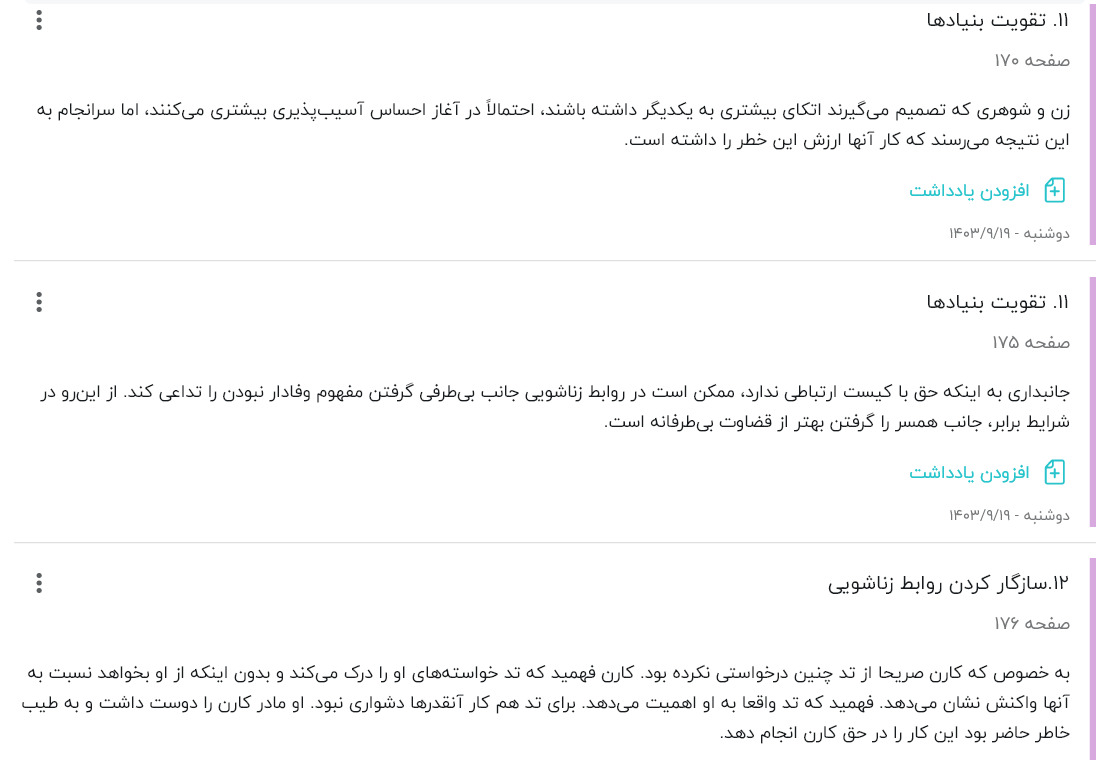 ۱۱. تقویت بنیادها
صفحه ۱۷۰
زن و شوهری که تصمیم می‌گیرند اتکای بیشتری به یکدیگر داشته باشند، احتمالاً در آغاز احساس آسیب‌پذیری بیشتری می‌کنند، اما سرانجام به
این نتیجه می‌رسند که کار آنها ارزش این خطر را داشته است.
افزودن یادداشت
دوشنبه - ۱۴۰۳/۹/۱۹
۱۱. تقویت بنیادها
صفحه ۱۷۵
جانبداری به اینکه حق با کیست ارتباطی ندارد، ممکن است در روابط زناشویی جانب بی‌طرفی گرفتن مفهوم وفادار نبودن را تداعی کند. از این‌رو در
شرایط برابر، جانب همسر را گرفتن بهتر از قضاوت بی‌طرفانه است.
افزودن یادداشت
دوشنبه - ۱۴۰۳/۹/۱۹
۱۲.سازگار کردن روابط زناشویی
صفحه ۱۷۶
به خصوص که کارن صریحا از تد چنین درخواستی نکرده بود. کارن فهمید که تد خواسته‌های او را درک می‌کند و بدون اینکه از او بخواهد نسبت به
آنها واکنش نشان می‌دهد. فهمید که تد واقعا به او اهمیت می‌دهد. برای تد هم کار آنقدرها دشواری نبود. او مادر کارن را دوست داشت و به طیب
خاطر حاضر بود این کار را در حق کارن انجام دهد.